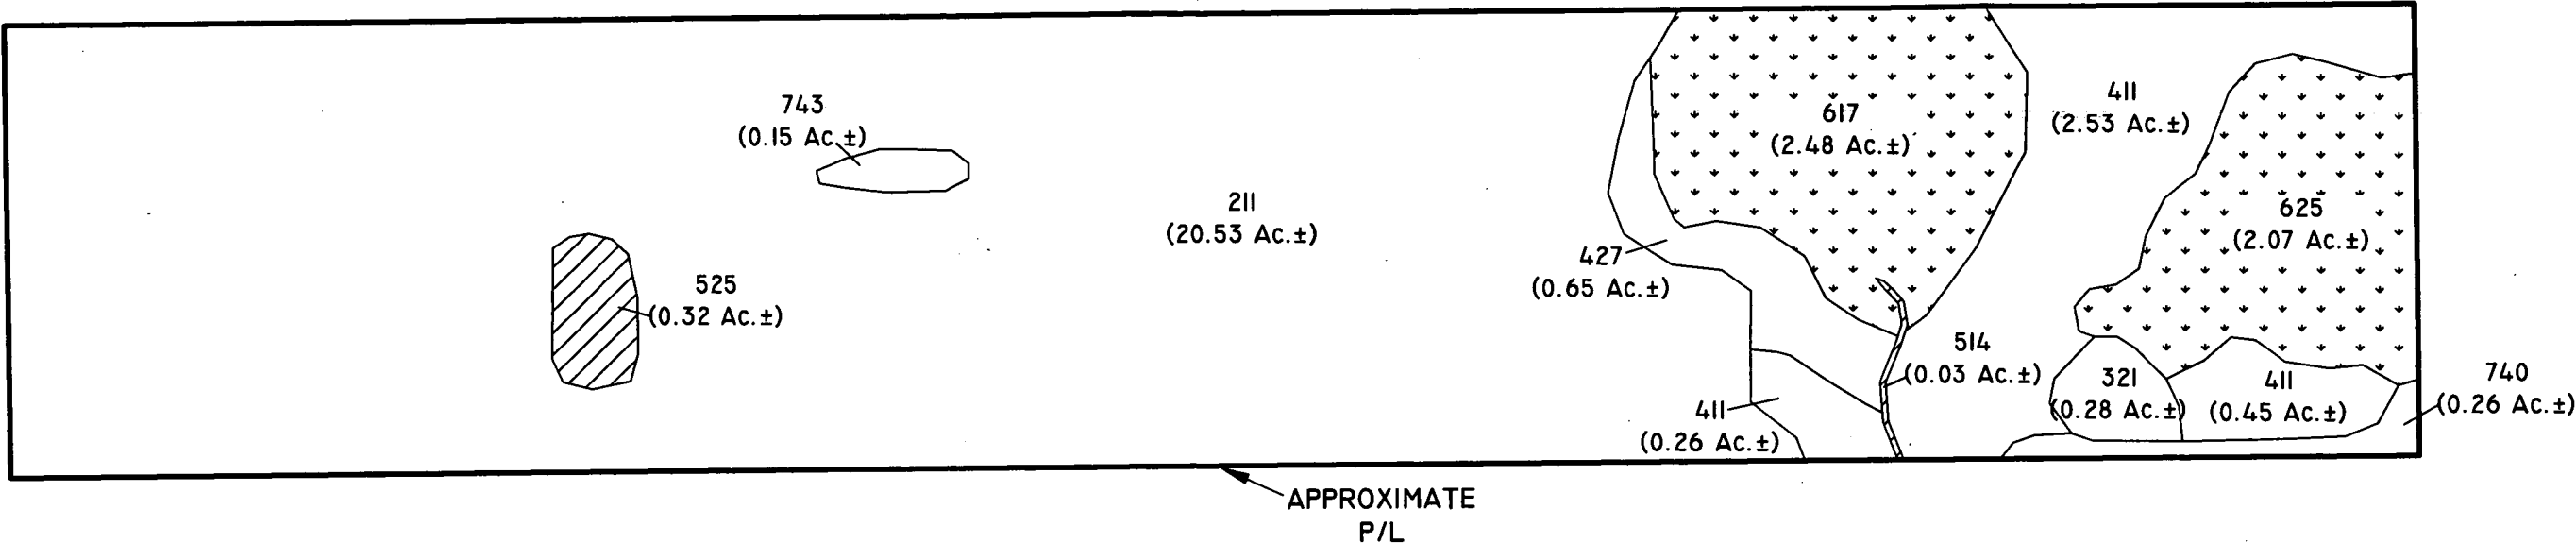 743
(0.15 Ac.±)
525
(0.32 Ac.±)
211
(20.53 Ac.±)
427
(0.65 Ac.±)
617
(2.48 Ac.±)
411
(2.53 Ac.±)
625
(2.07 Ac.±)
514
(0.03 Ac.±)
411
(0.26 Ac.±)
321
(0.28 Ac.±)
411
(0.45 Ac.±)
740
(0.26 Ac.±)
APPROXIMATE
P/L